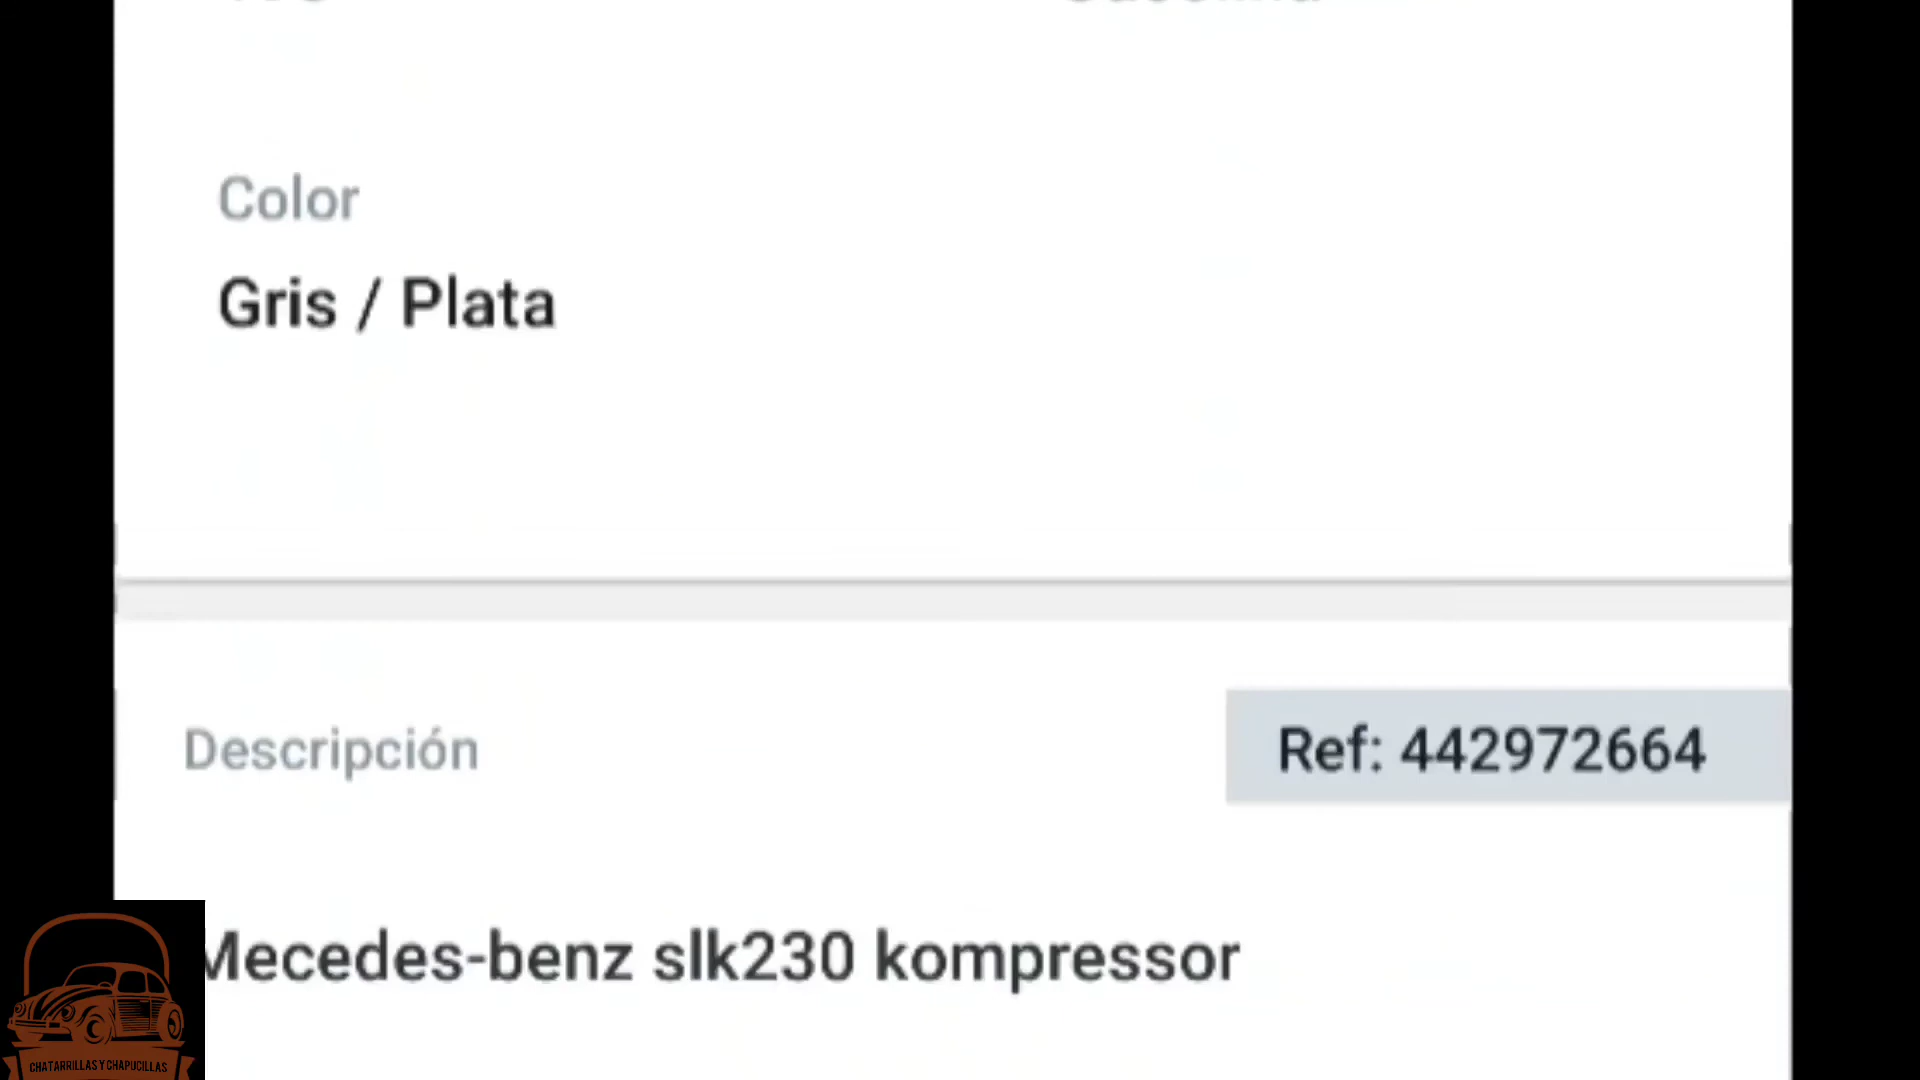 Color
Gris / Plata
Descripción
Ref: 442972664
Mecedes-benz slk230 kompressor
CHATARRILLAS Y CHAPUCILLAS